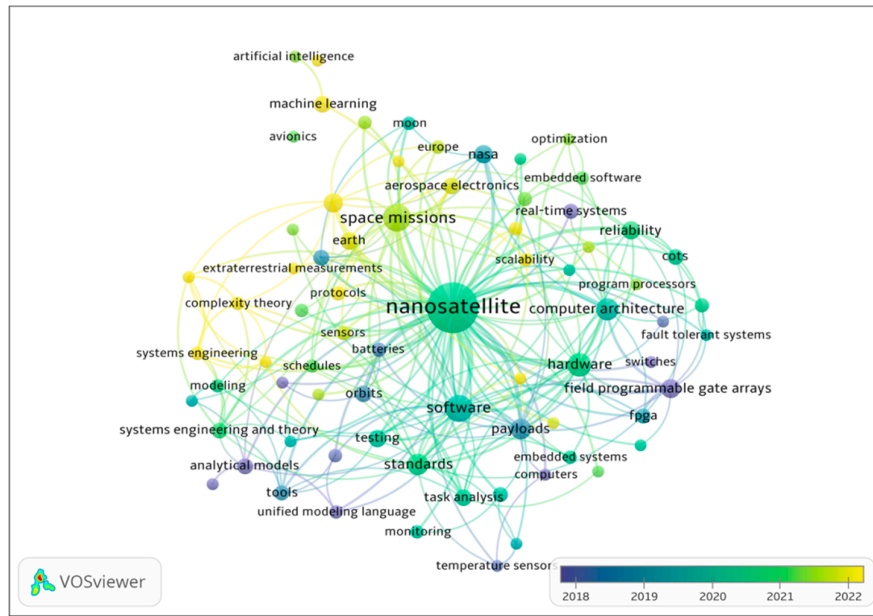 artificial intelligence
machine learning
moon
avionics
europe
nasa
optimization
aerospace electronics
embedded software
space missions
real-time systems
earth
reliability
extraterrestrial measurements
scalability
cots
complexity theory
protocols
program processors
nanosatellite
computer architecture
sensors
fault tolerant systems
systems engineering
batteries
schedules
hardware
switches
modeling
orbits
field programmable gate arrays
software
fpga
systems engineering and theory
testing
payloads
analytical models
standards
embedded systems
computers
tools
task analysis
unified modeling language
monitoring
temperature sensors
VOSviewer
2018 2019 2020 2021 2022